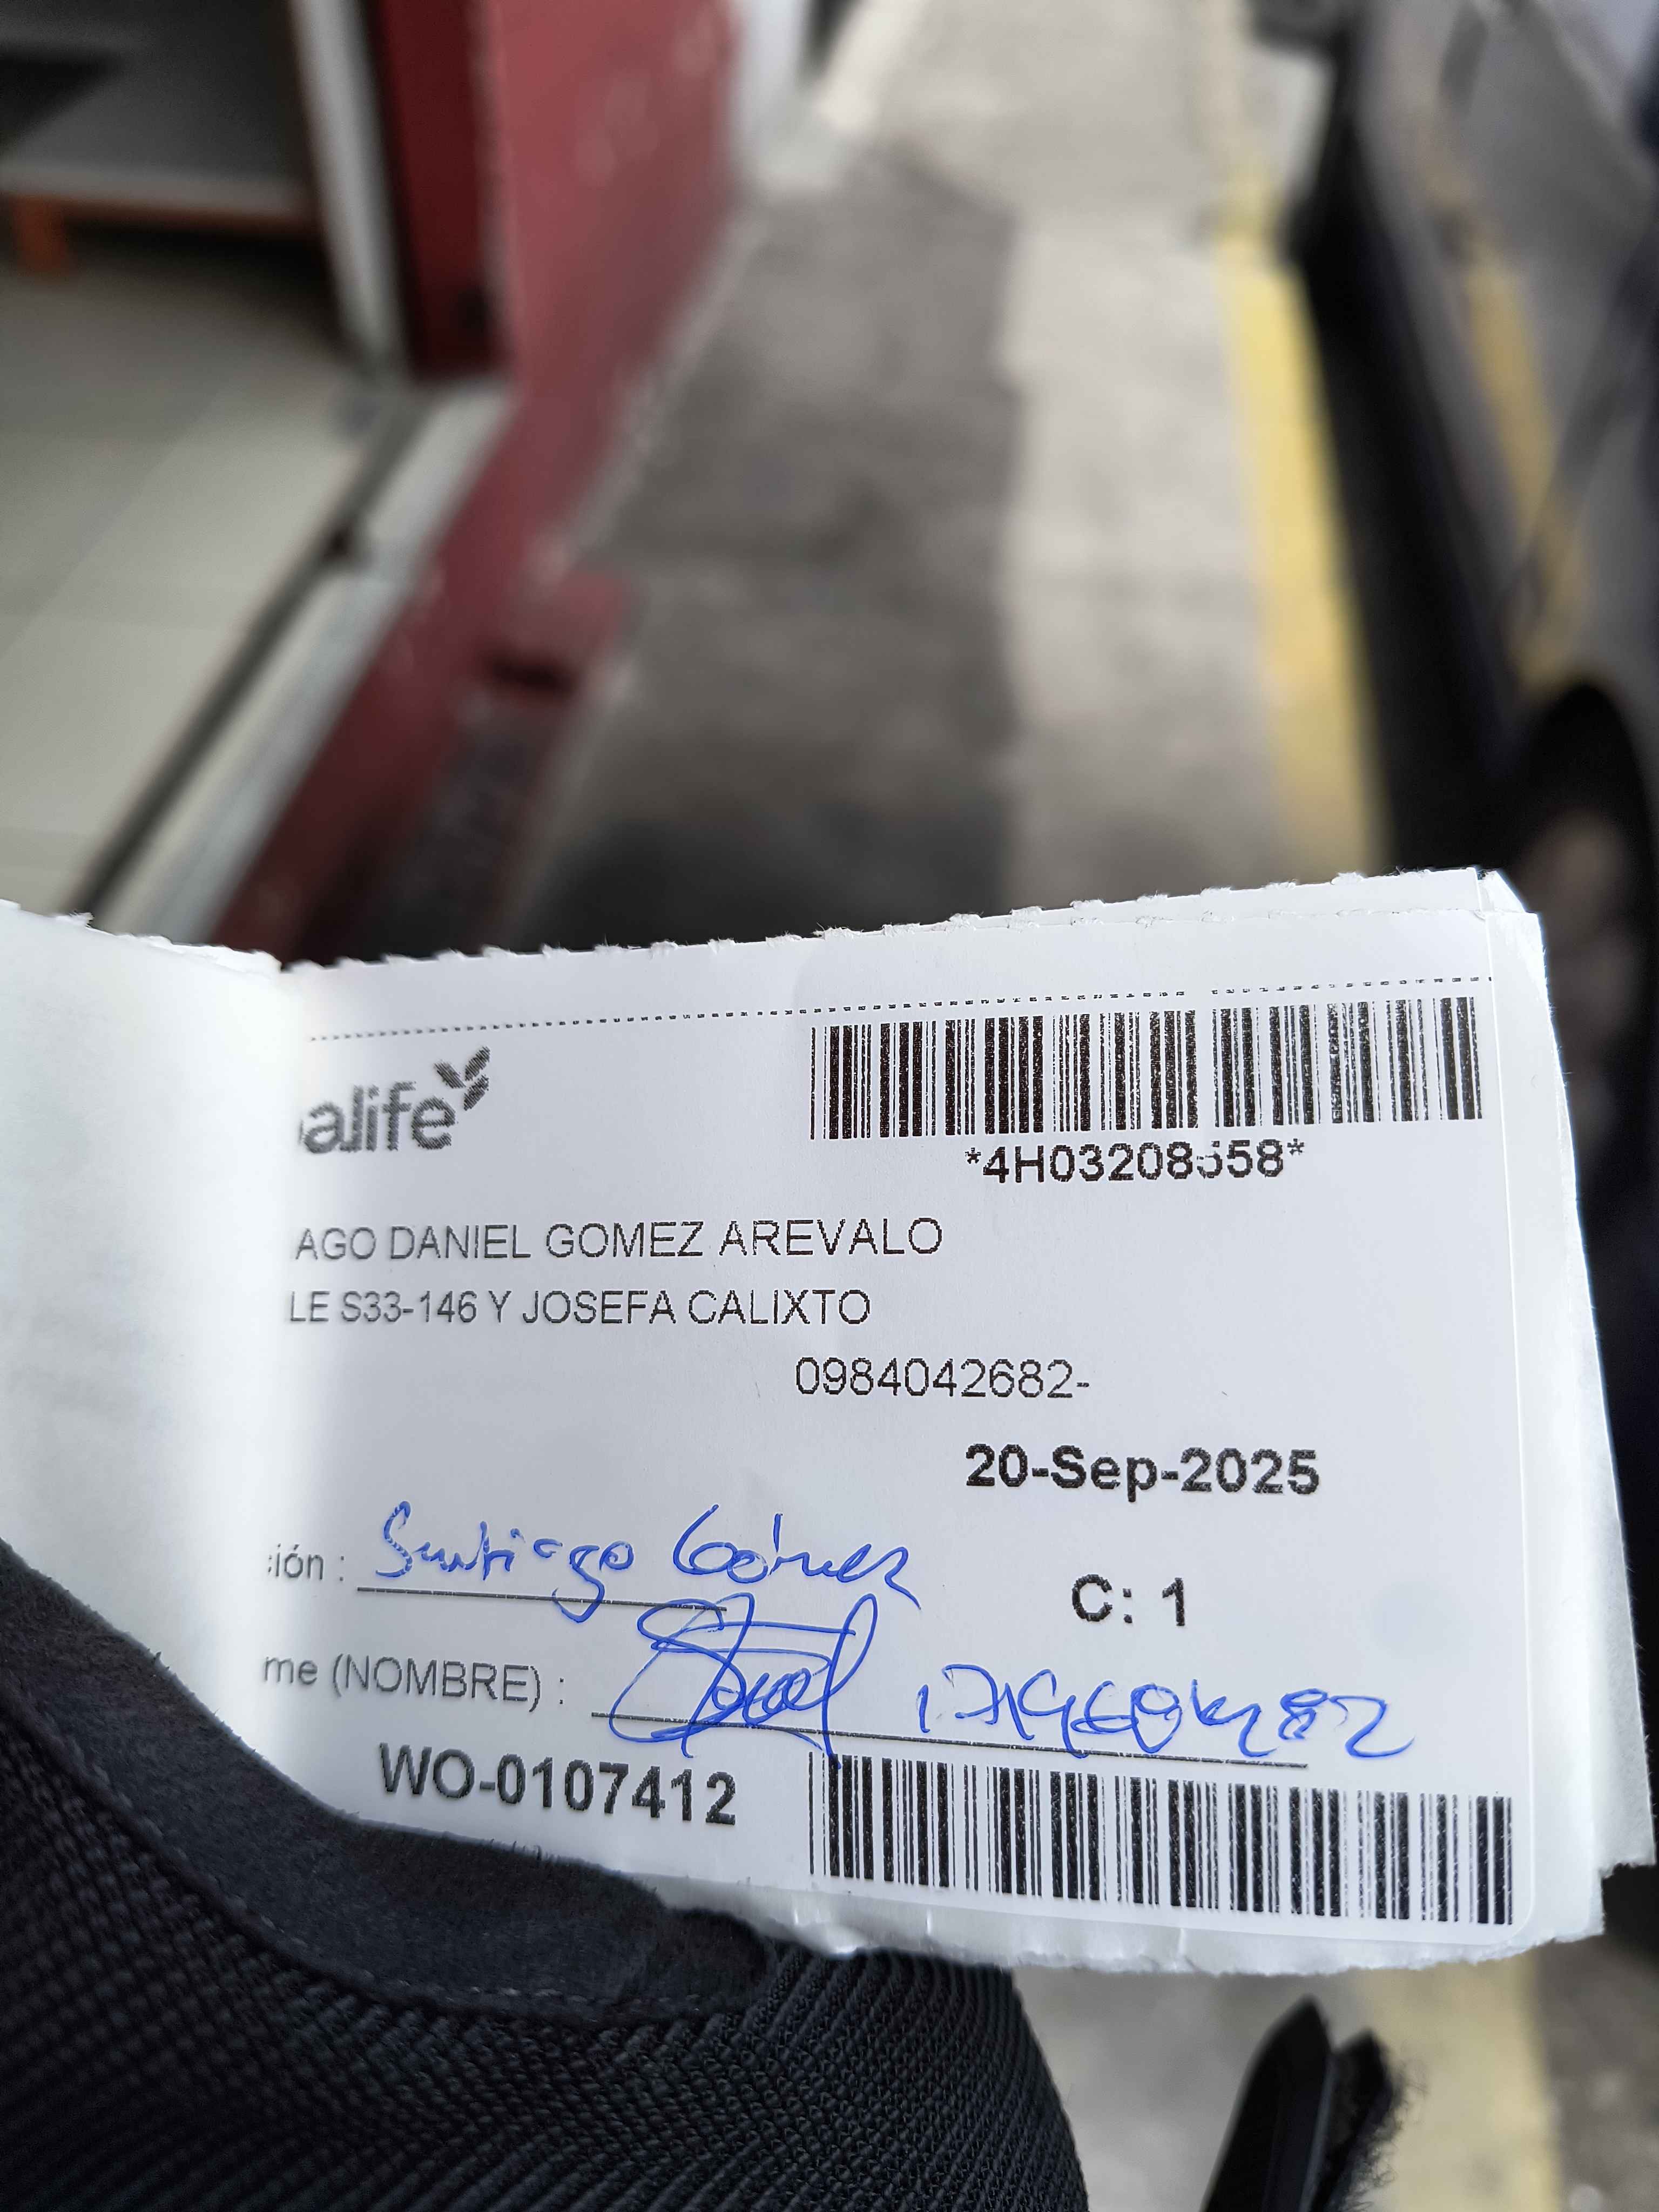 alife
*4H03208558*
AGO DANIEL GOMEZ AREVALO
LE S33-146 Y JOSEFA CALIXTO
0984042682-
20-Sep-2025
ión : Santiago Gómez
C: 1
me (NOMBRE) :
WO-0107412